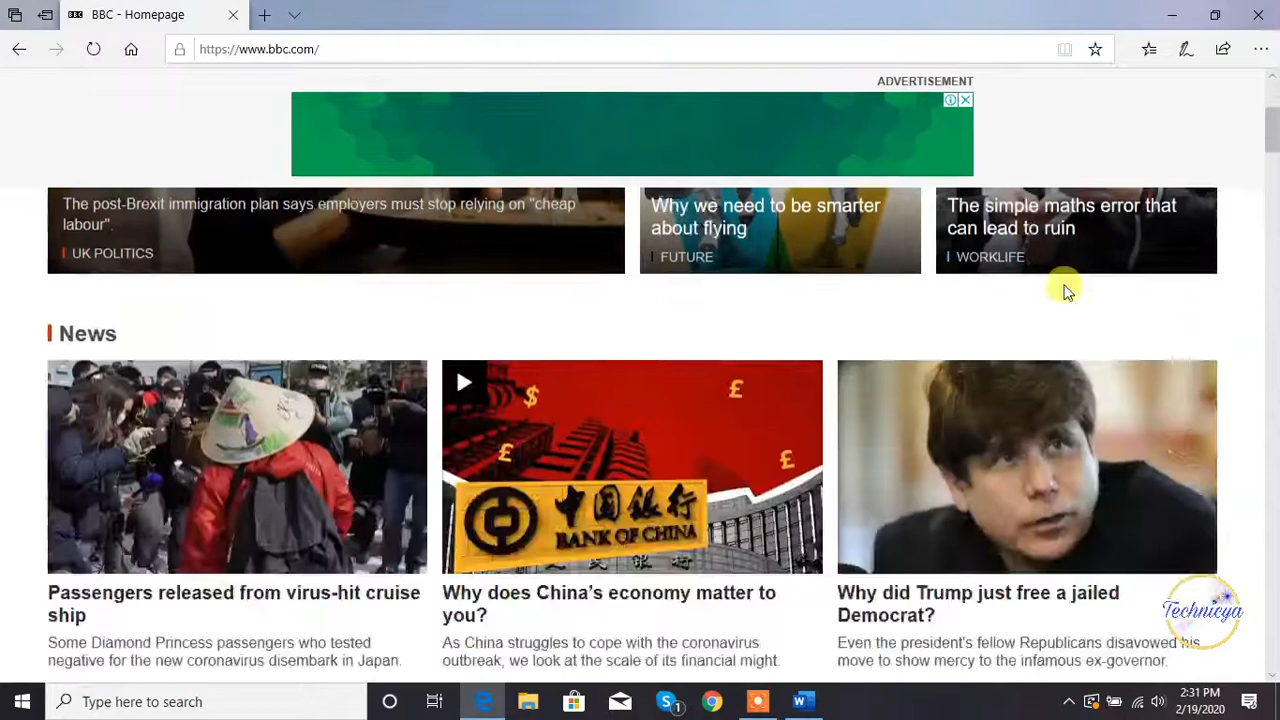 BBC - Homepage
https://www.bbc.com/
ADVERTISEMENT
The post-Brexit immigration plan says employers must stop relying on "cheap
labour".
UK POLITICS
Why we need to be smarter
about flying
FUTURE
The simple maths error that
can lead to ruin
WORKLIFE
News
$
£
£
£
中国银行
BANK OF CHINA
Passengers released from virus-hit cruise
ship
Some Diamond Princess passengers who tested
negative for the new coronavirus disembark in Japan.
Why does China's economy matter to
you?
As China struggles to cope with the coronavirus
outbreak, we look at the scale of its financial might.
Why did Trump just free a jailed
Democrat?
Even the president's fellow Republicans disavowed his
move to show mercy to the infamous ex-governor.
Technicya
Type here to search
1
2:31 PM
2/19/2020